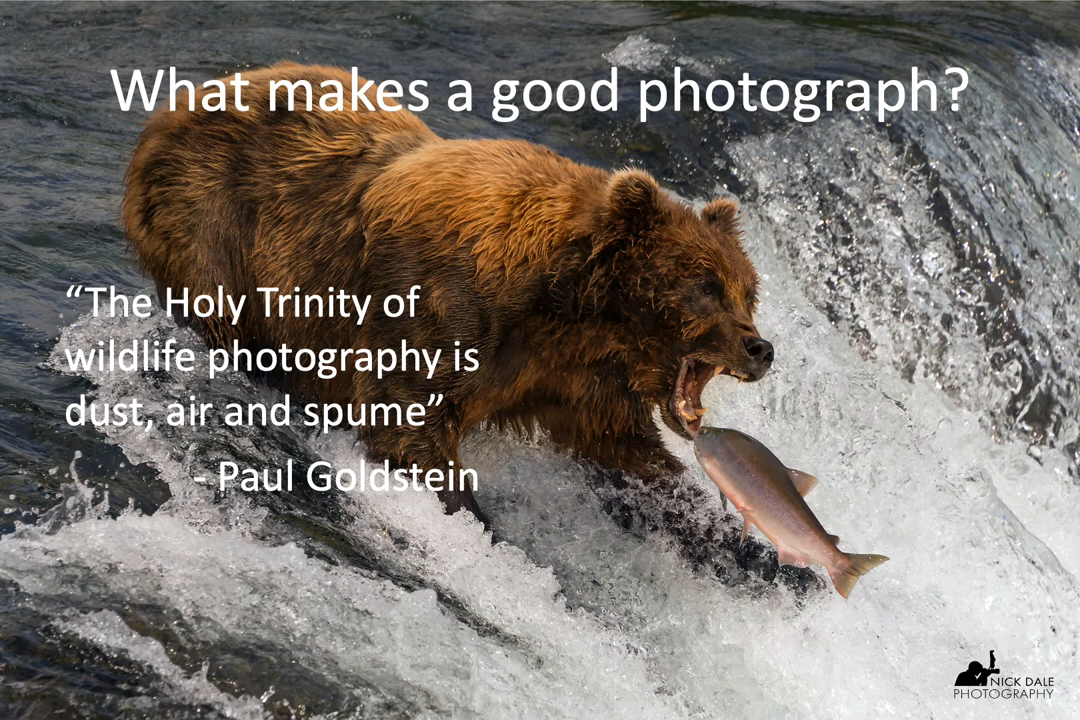 What makes a good photograph?
“The Holy Trinity of
wildlife photography is
dust, air and spume”
- Paul Goldstein
NICK DALE
PHOTOGRAPHY